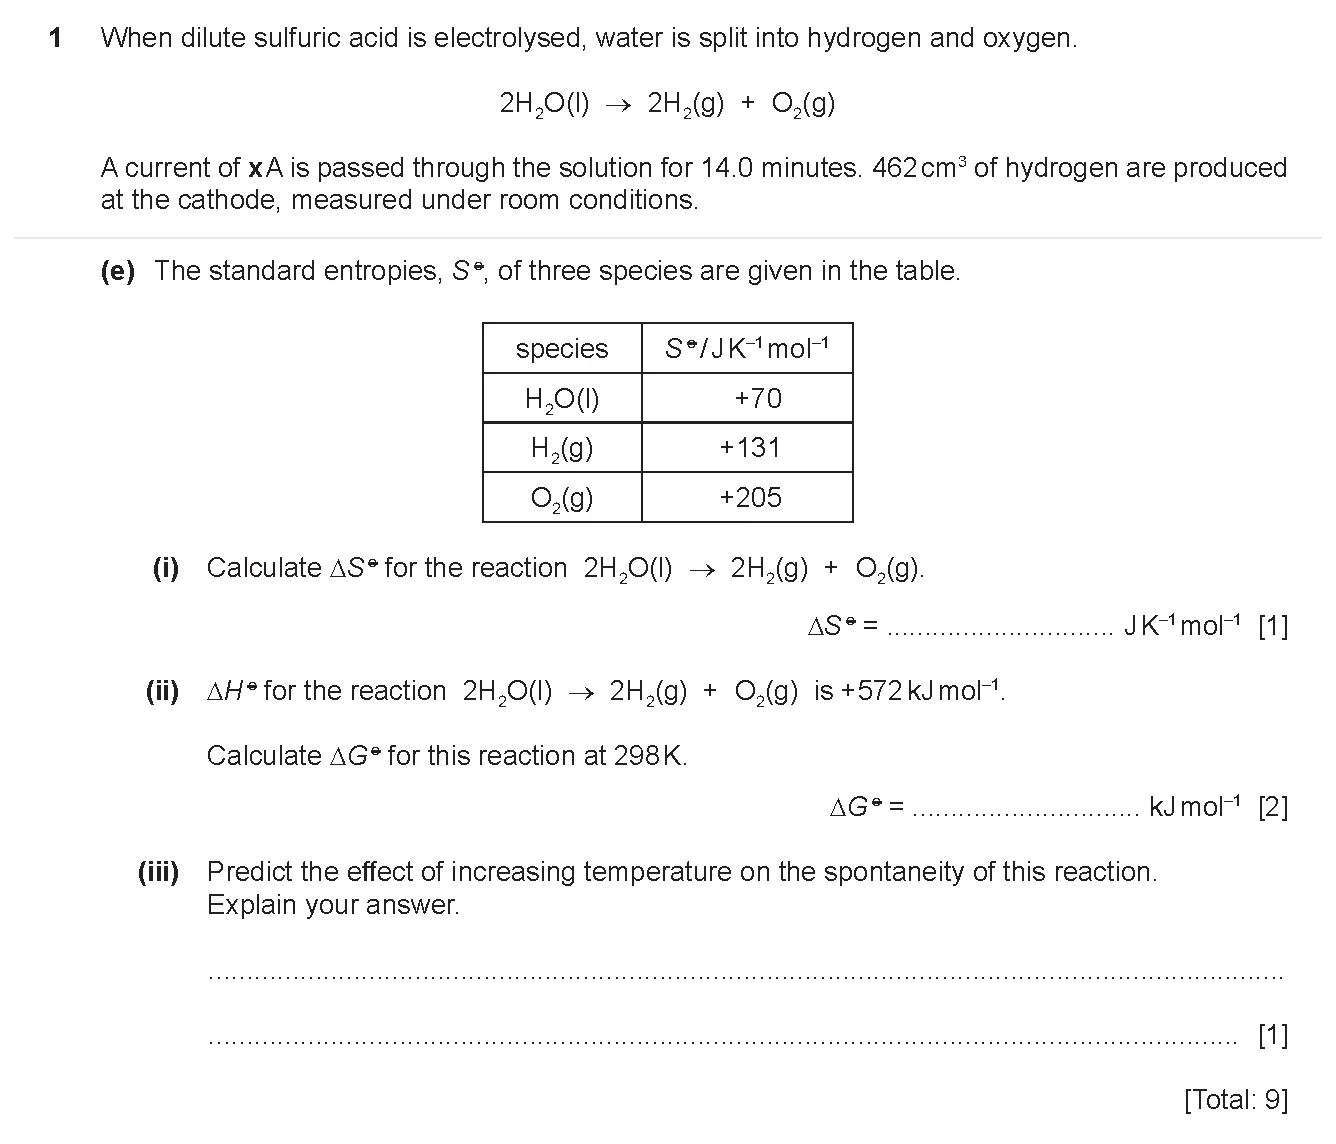 1 When dilute sulfuric acid is electrolysed, water is split into hydrogen and oxygen.
2H₂O(l) → 2H₂(g) + O₂(g)
A current of xA is passed through the solution for 14.0 minutes. 462 cm³ of hydrogen are produced
at the cathode, measured under room conditions.
(e) The standard entropies, S⦵, of three species are given in the table.
species S⦵/JK⁻¹mol⁻¹
H₂O(l) +70
H₂(g) +131
O₂(g) +205
(i) Calculate ΔS⦵ for the reaction 2H₂O(l) → 2H₂(g) + O₂(g).
ΔS⦵ = .............................. JK⁻¹mol⁻¹ [1]
(ii) ΔH⦵ for the reaction 2H₂O(l) → 2H₂(g) + O₂(g) is +572 kJ mol⁻¹.
Calculate ΔG⦵ for this reaction at 298 K.
ΔG⦵ = .............................. kJ mol⁻¹ [2]
(iii) Predict the effect of increasing temperature on the spontaneity of this reaction.
Explain your answer.
..........................................................................................................................................
...................................................................................................................................... [1]
[Total: 9]